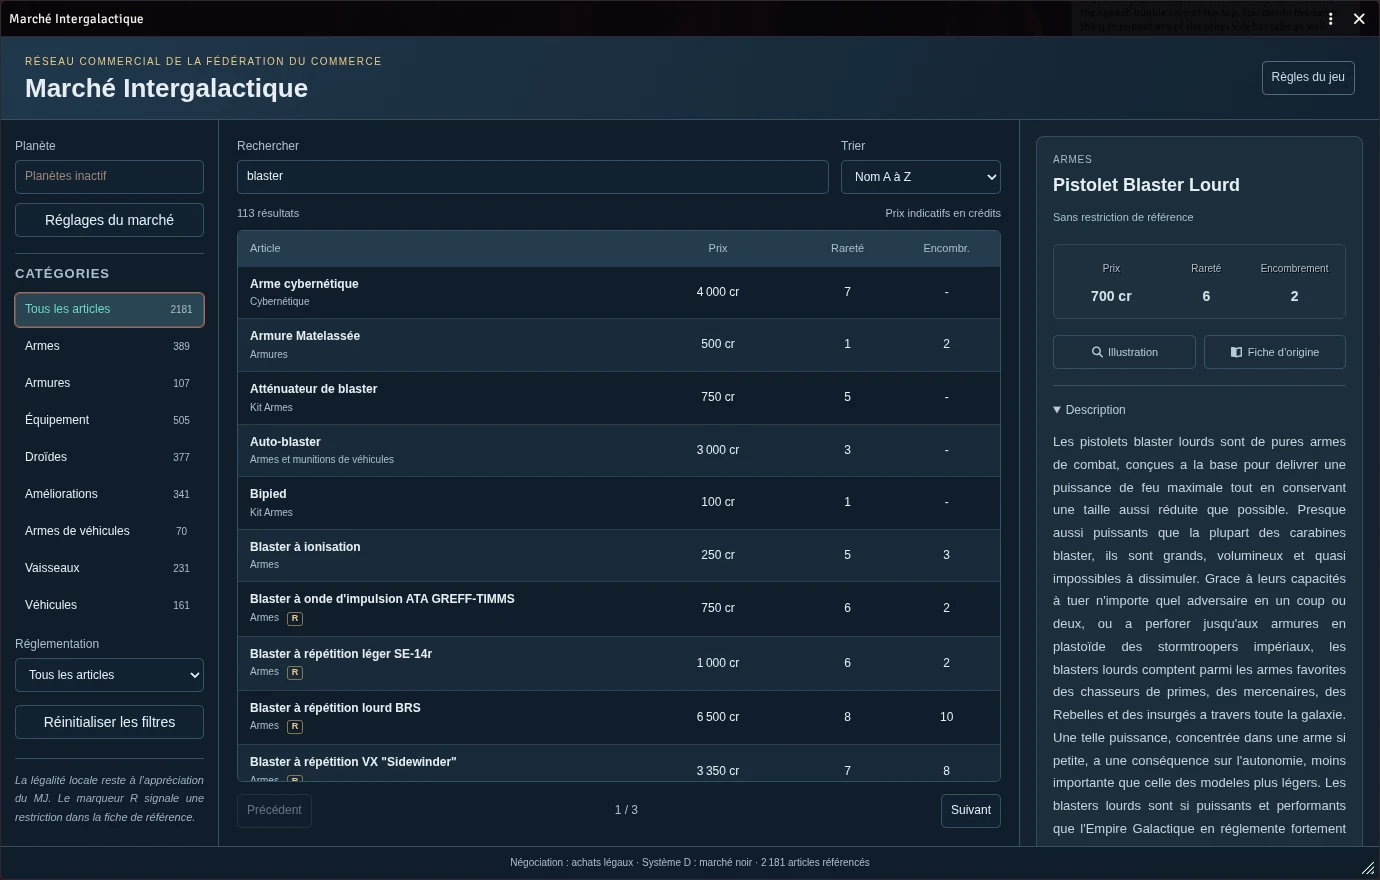 Marché Intergalactique
RÉSEAU COMMERCIAL DE LA FÉDÉRATION DU COMMERCE
Marché Intergalactique
Règles du jeu
Planète
Planètes inactif
Réglages du marché
CATÉGORIES
Tous les articles 2181
Armes 389
Armures 107
Équipement 505
Droïdes 377
Améliorations 341
Armes de véhicules 70
Vaisseaux 231
Véhicules 161
Réglementation
Tous les articles
Réinitialiser les filtres
La légalité locale reste à l'appréciation
du MJ. Le marqueur R signale une
restriction dans la fiche de référence.
Rechercher
blaster
Trier
Nom A à Z
113 résultats
Prix indicatifs en crédits
Article Prix Rareté Encombr.
Arme cybernétique
Cybernétique
4 000 cr 7 -
Armure Matelassée
Armures
500 cr 1 2
Atténuateur de blaster
Kit Armes
750 cr 5 -
Auto-blaster
Armes et munitions de véhicules
3 000 cr 3 -
Bipied
Kit Armes
100 cr 1 -
Blaster à ionisation
Armes
250 cr 5 3
Blaster à onde d'impulsion ATA GREFF-TIMMS
Armes R
750 cr 6 2
Blaster à répétition léger SE-14r
Armes R
1 000 cr 6 2
Blaster à répétition lourd BRS
Armes R
6 500 cr 8 10
Blaster à répétition VX "Sidewinder"
Armes R
3 350 cr 7 8
Précédent
1 / 3
Suivant
ARMES
Pistolet Blaster Lourd
Sans restriction de référence
Prix Rareté Encombrement
700 cr 6 2
Illustration
Fiche d'origine
▼ Description
Les pistolets blaster lourds sont de pures armes
de combat, conçues a la base pour delivrer une
puissance de feu maximale tout en conservant
une taille aussi réduite que possible. Presque
aussi puissants que la plupart des carabines
blaster, ils sont grands, volumineux et quasi
impossibles à dissimuler. Grace à leurs capacités
à tuer n'importe quel adversaire en un coup ou
deux, ou a perforer jusqu'aux armures en
plastoïde des stormtroopers impériaux, les
blasters lourds comptent parmi les armes favorites
des chasseurs de primes, des mercenaires, des
Rebelles et des insurgés a travers toute la galaxie.
Une telle puissance, concentrée dans une arme si
petite, a une conséquence sur l'autonomie, moins
importante que celle des modeles plus légers. Les
blasters lourds sont si puissants et performants
que l'Empire Galactique en réglemente fortement
Négociation : achats légaux · Système D : marché noir · 2 181 articles référencés